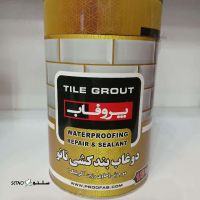 TILE GROUT
پروفاب
WATERPROOFING
REPAIR & SEALANT
دوغاب بندکشی نانو
WWW.PROOFAB.COM